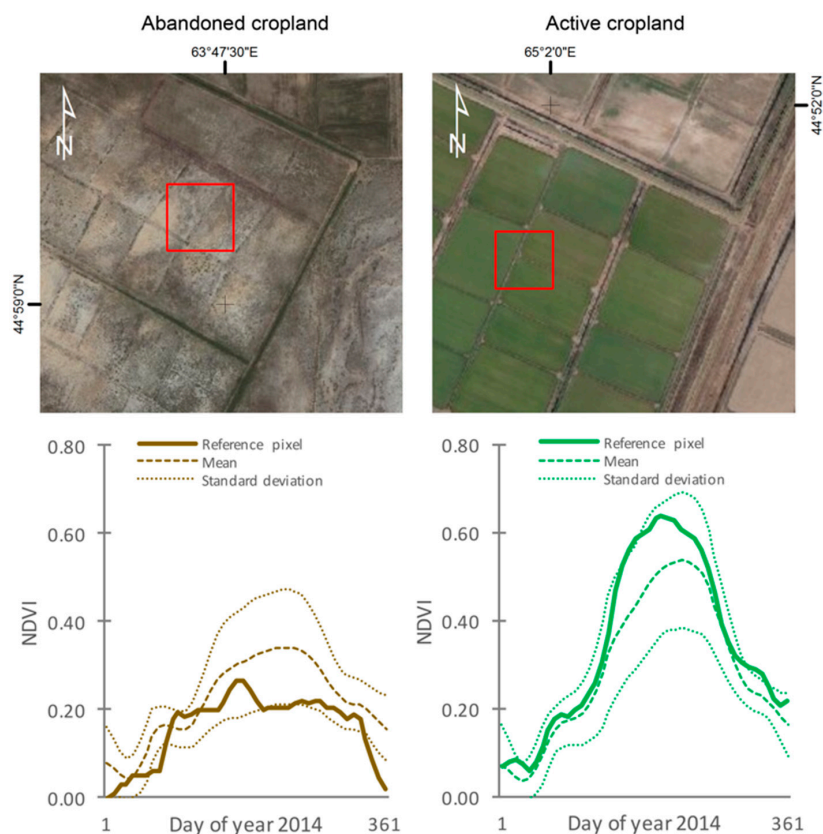 Abandoned cropland
Active cropland
63°47'30"E
65°2'0"E
44°52'0"N
44°59'0"N
N
N
0.80
0.60
0.40
0.20
0.00
NDVI
Reference pixel
Mean
Standard deviation
1
Day of year 2014
361
0.80
0.60
0.40
0.20
0.00
NDVI
Reference pixel
Mean
Standard deviation
1
Day of year 2014
361